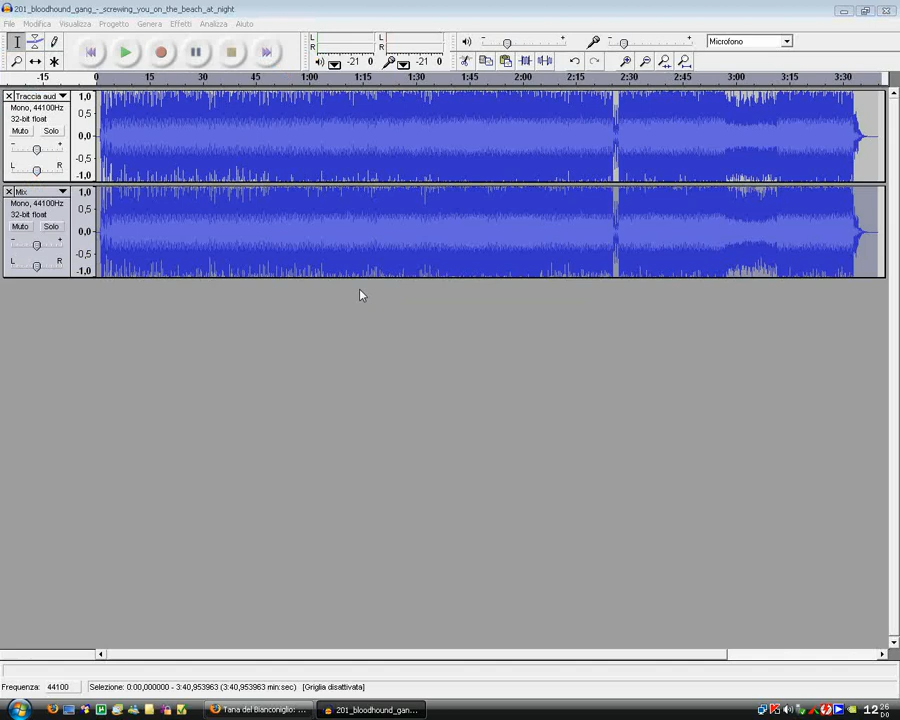 201_bloodhound_gang_-_screwing_you_on_the_beach_at_night
File Modifica Visualizza Progetto Genera Effetti Analizza Aiuto
L R L R
-21 0 -21 0
Microfono
-15 0 15 30 45 1:00 1:15 1:30 1:45 2:00 2:15 2:30 2:45 3:00 3:15 3:30
Traccia aud
Mono, 44100Hz
32-bit float
Muto Solo
- +
L R
1,0
0,5
0,0
-0,5
-1,0
Mix
Mono, 44100Hz
32-bit float
Muto Solo
- +
L R
1,0
0,5
0,0
-0,5
-1,0
Frequenza: 44100 Selezione: 0:00,000000 - 3:40,953963 (3:40,953963 min:sec) [Griglia disattivata]
Tana del Bianconiglio: ... 201_bloodhound_gan... 12 26 DO